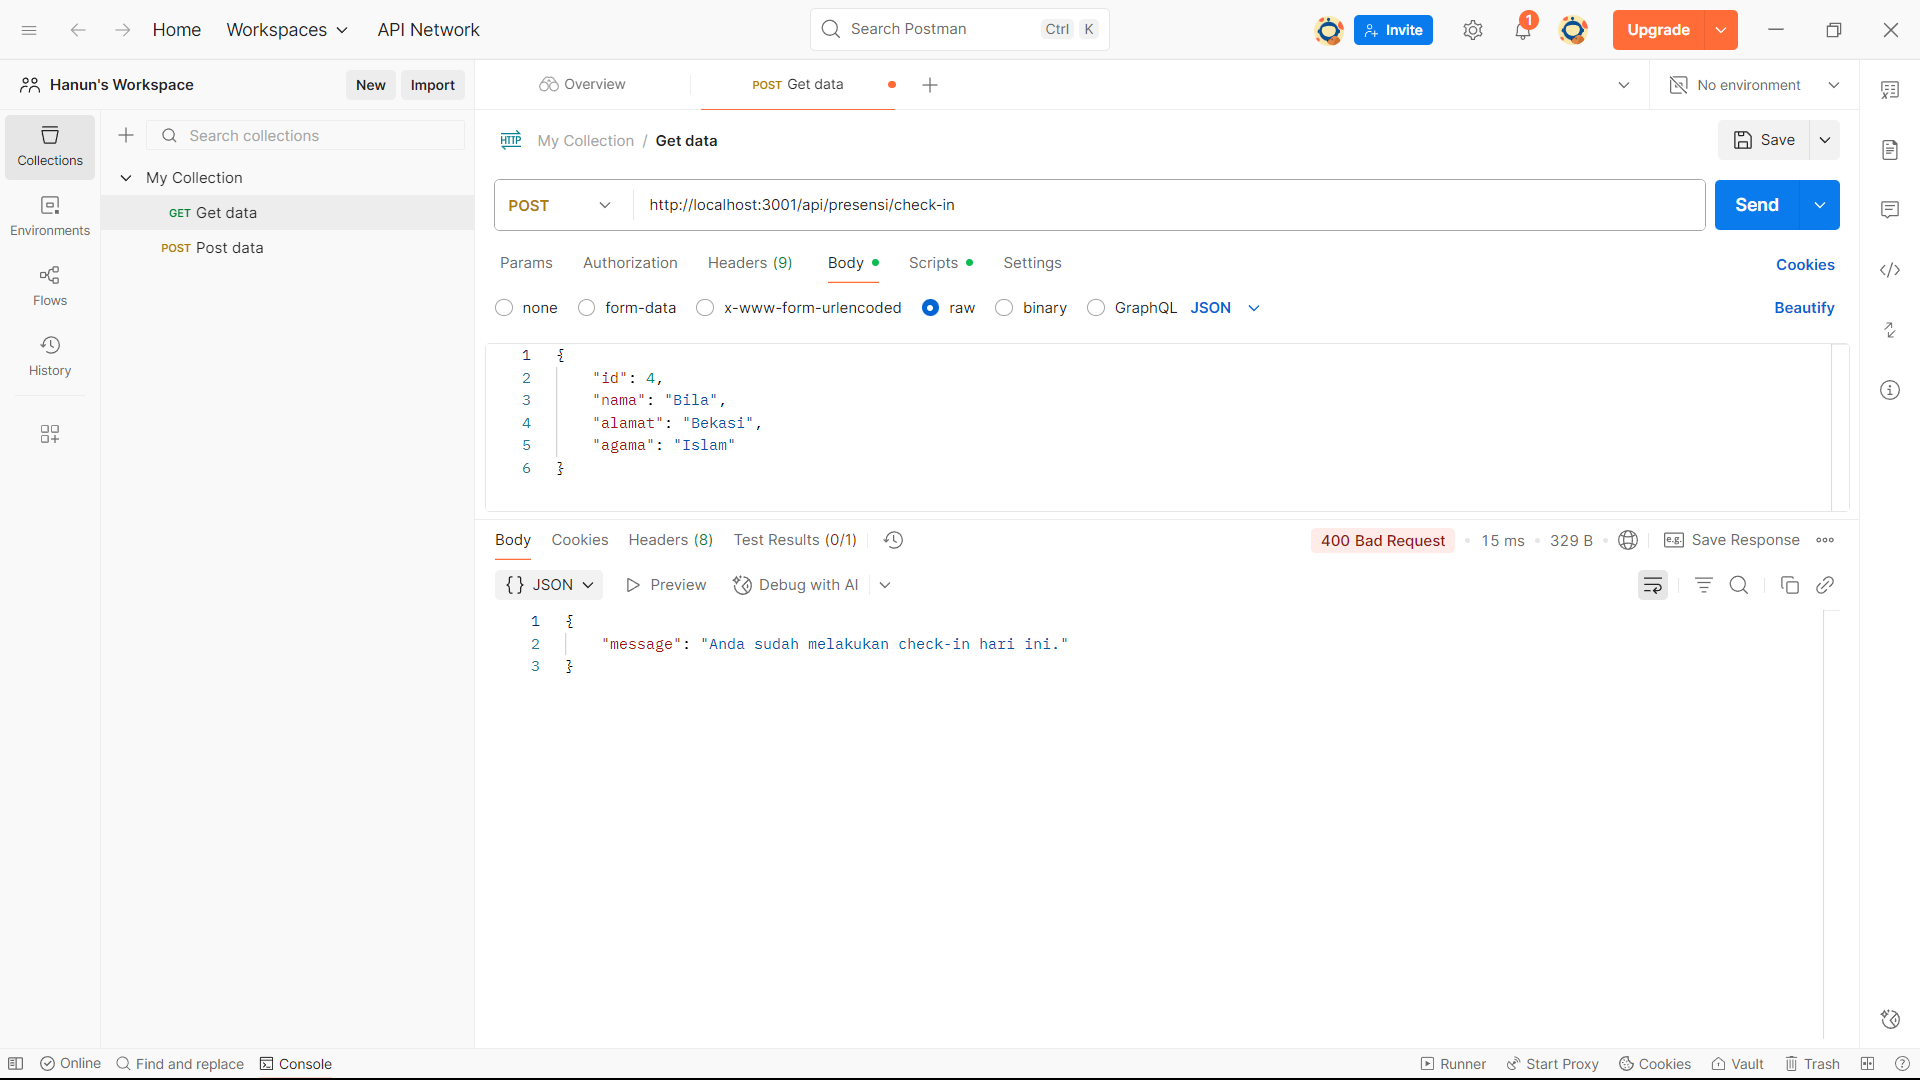 Home Workspaces API Network Search Postman Ctrl K Invite 1 Upgrade
Hanun's Workspace New Import Overview POST Get data No environment
Collections
Environments
Flows
History
Search collections
My Collection
GET Get data
POST Post data
HTTP My Collection / Get data Save
POST http://localhost:3001/api/presensi/check-in Send
Params Authorization Headers (9) Body Scripts Settings Cookies
none form-data x-www-form-urlencoded raw binary GraphQL JSON Beautify
1 {
2 "id": 4,
3 "nama": "Bila",
4 "alamat": "Bekasi",
5 "agama": "Islam"
6 }
Body Cookies Headers (8) Test Results (0/1) 400 Bad Request 15 ms 329 B e.g. Save Response
{} JSON Preview Debug with AI
1 {
2 "message": "Anda sudah melakukan check-in hari ini."
3 }
Online Find and replace Console Runner Start Proxy Cookies Vault Trash